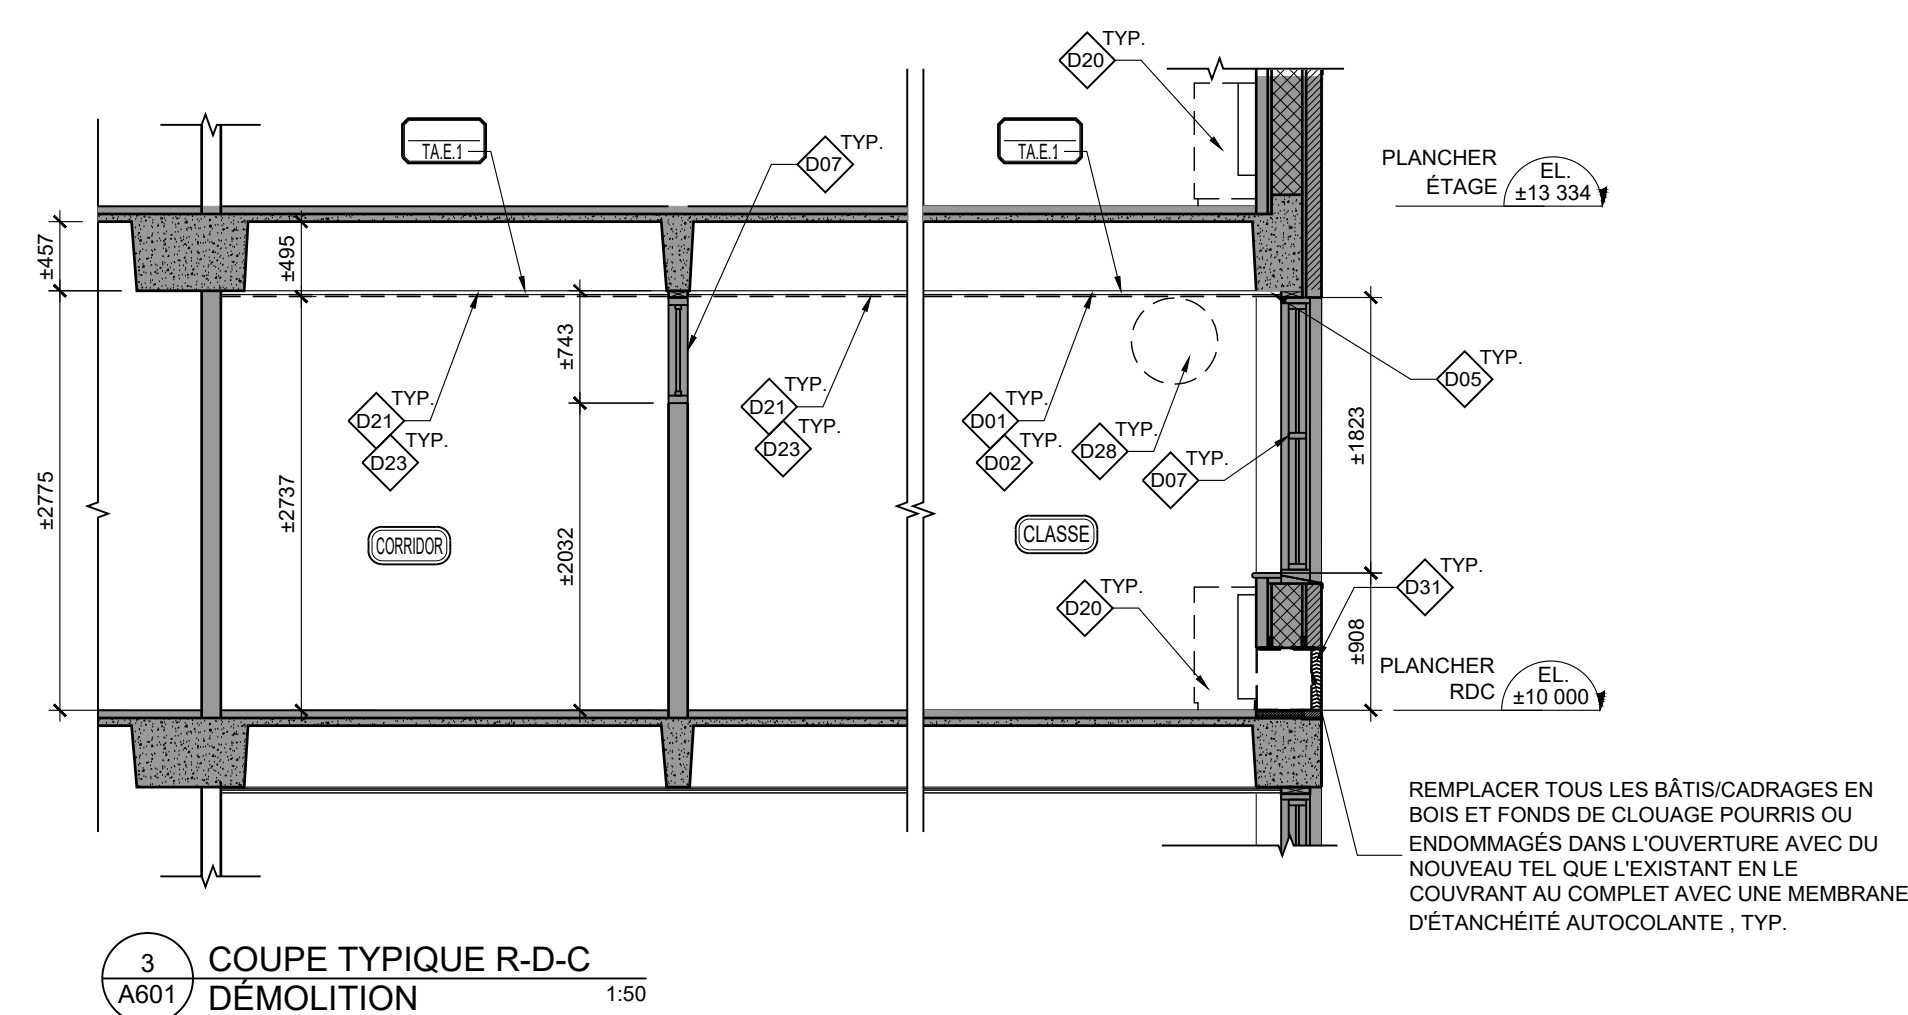 TYP.
D20
TA.E.1
TYP.
D07
TA.E.1
PLANCHER
ÉTAGE
EL.
±13 334
±457
±495
±743
TYP.
D05
TYP.
D21
TYP.
D23
TYP.
D21
TYP.
D23
TYP.
D01
TYP.
D02
TYP.
D28
TYP.
D07
±1823
±2775
±2737
±2032
CORRIDOR
CLASSE
TYP.
D20
TYP.
D31
±908
PLANCHER
RDC
EL.
±10 000
REMPLACER TOUS LES BÂTIS/CADRAGES EN
BOIS ET FONDS DE CLOUAGE POURRIS OU
ENDOMMAGÉS DANS L'OUVERTURE AVEC DU
NOUVEAU TEL QUE L'EXISTANT EN LE
COUVRANT AU COMPLET AVEC UNE MEMBRANE
D'ÉTANCHÉITÉ AUTOCOLANTE , TYP.
3
A601
COUPE TYPIQUE R-D-C
DÉMOLITION
1:50